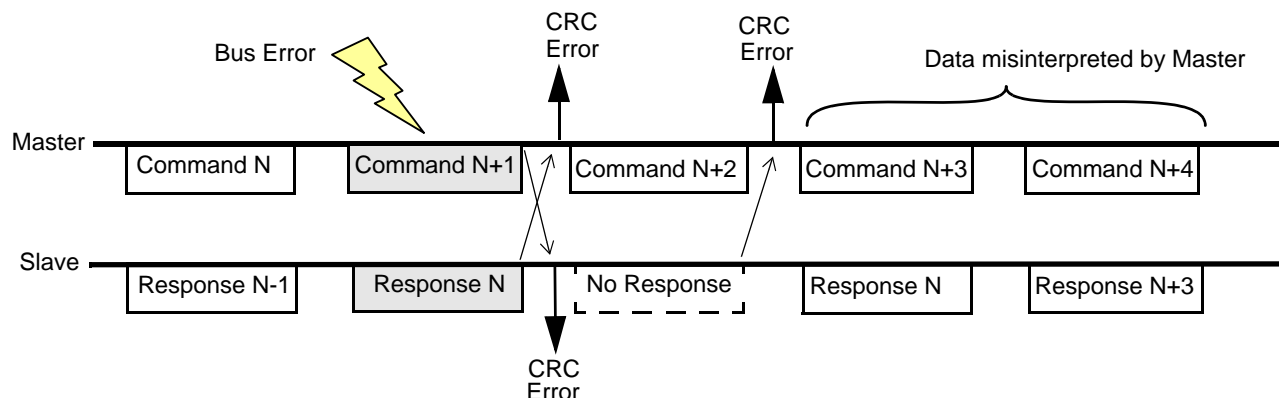 CRC
Error
CRC
Error
Bus Error
Data misinterpreted by Master
Master
Command N
Command N+1
Command N+2
Command N+3
Command N+4
Slave
Response N-1
Response N
No Response
Response N
Response N+3
CRC
Error